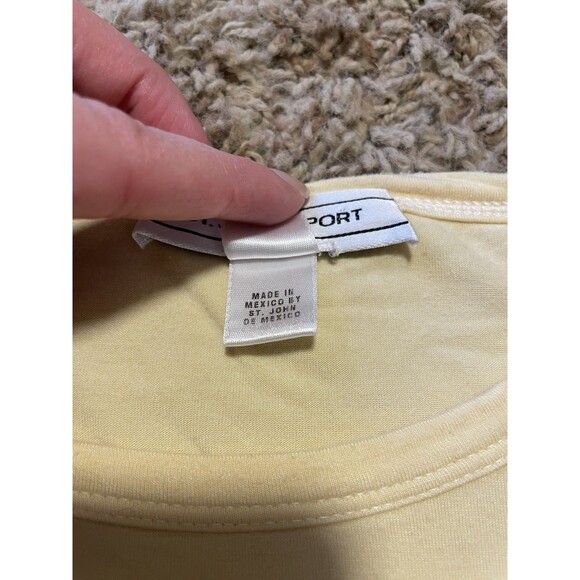 PORT
MADE IN
MEXICO BY
ST. JOHN
DE MEXICO